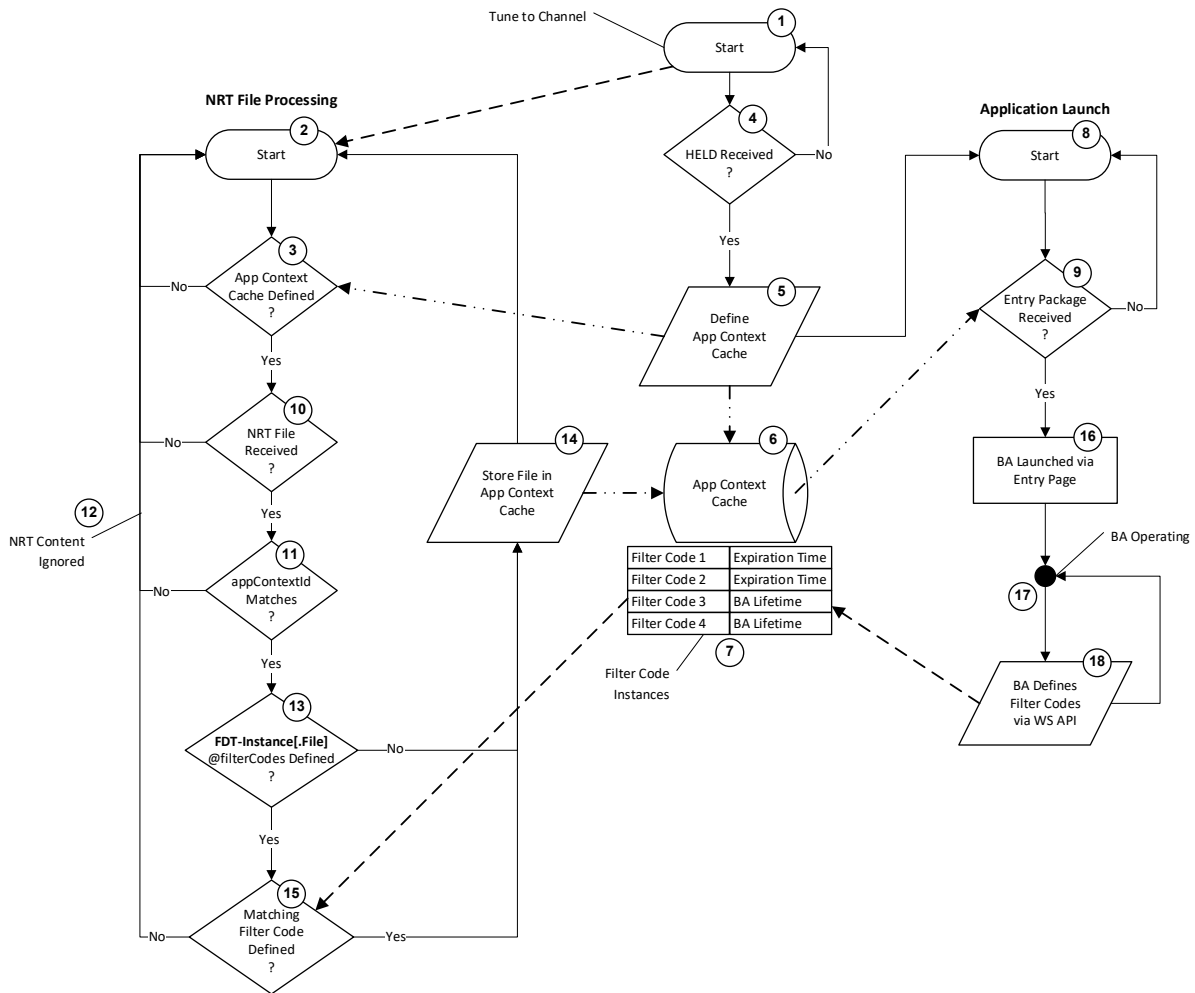 Tune to Channel
1
Start
NRT File Processing
2
Start
4
HELD Received
?
No
Application Launch
8
Start
Yes
3
App Context
Cache Defined
?
No
Yes
5
Define
App Context
Cache
9
Entry Package
Received
?
No
Yes
10
NRT File
Received
?
No
Yes
14
Store File in
App Context
Cache
6
App Context
Cache
16
BA Launched via
Entry Page
12
NRT Content
Ignored
11
appContextId
Matches
?
No
Yes
Filter Code 1 Expiration Time
Filter Code 2 Expiration Time
Filter Code 3 BA Lifetime
Filter Code 4 BA Lifetime
7
Filter Code
Instances
BA Operating
17
18
BA Defines
Filter Codes
via WS API
13
FDT-Instance[.File]
@filterCodes Defined
?
No
Yes
15
Matching
Filter Code
Defined
?
No
Yes